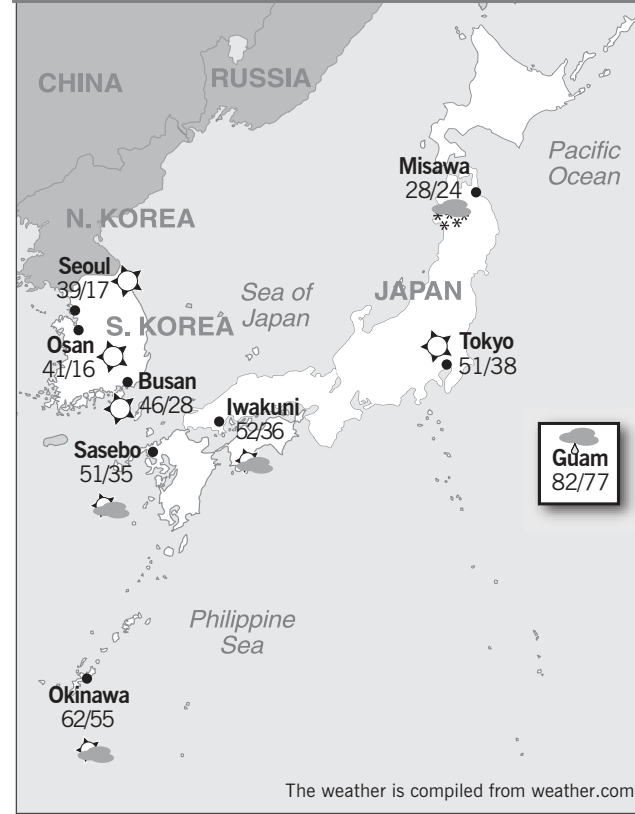 CHINA
RUSSIA
Pacific
Ocean
Misawa
28/24
N. KOREA
Seoul
39/17
Sea of
Japan
JAPAN
S. KOREA
Osan
41/16
Tokyo
51/38
Busan
46/28
Iwakuni
52/36
Sasebo
51/35
Guam
82/77
Philippine
Sea
Okinawa
62/55
The weather is compiled from weather.com